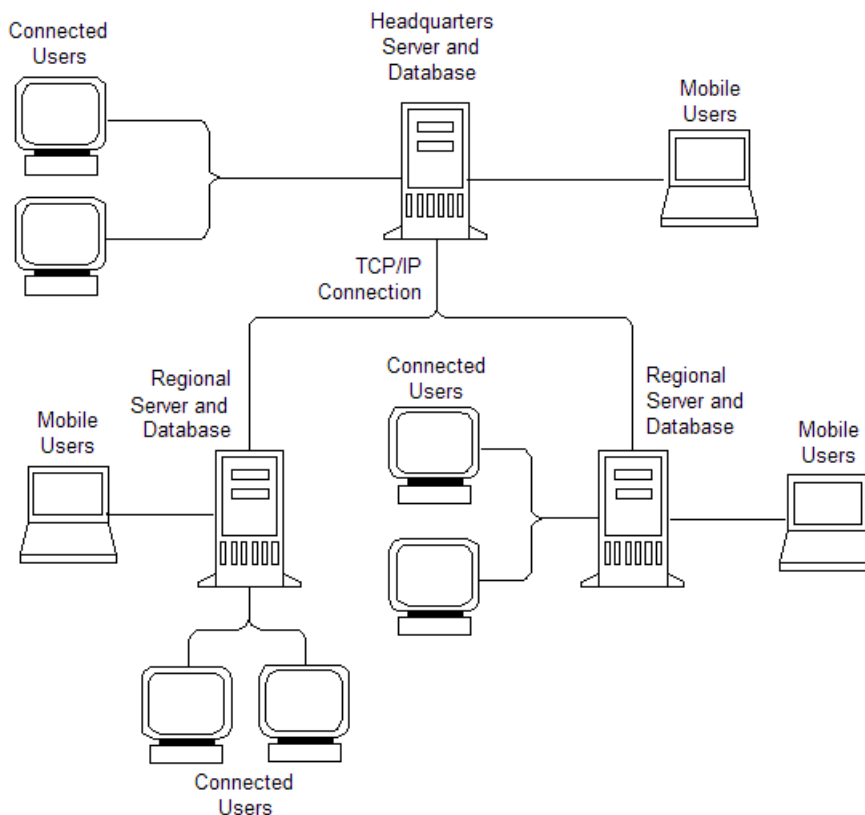 Connected
Users
Headquarters
Server and
Database
Mobile
Users
TCP/IP
Connection
Regional
Server and
Database
Mobile
Users
Connected
Users
Regional
Server and
Database
Mobile
Users
Connected
Users